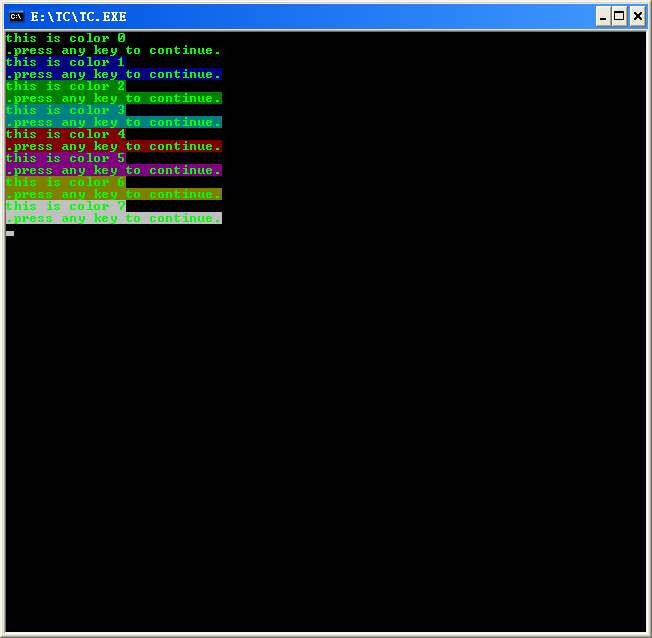 E:\TC\TC.EXE
this is color 0
.press any key to continue.
this is color 1
.press any key to continue.
this is color 2
.press any key to continue.
this is color 3
.press any key to continue.
this is color 4
.press any key to continue.
this is color 5
.press any key to continue.
this is color 6
.press any key to continue.
this is color 7
.press any key to continue.